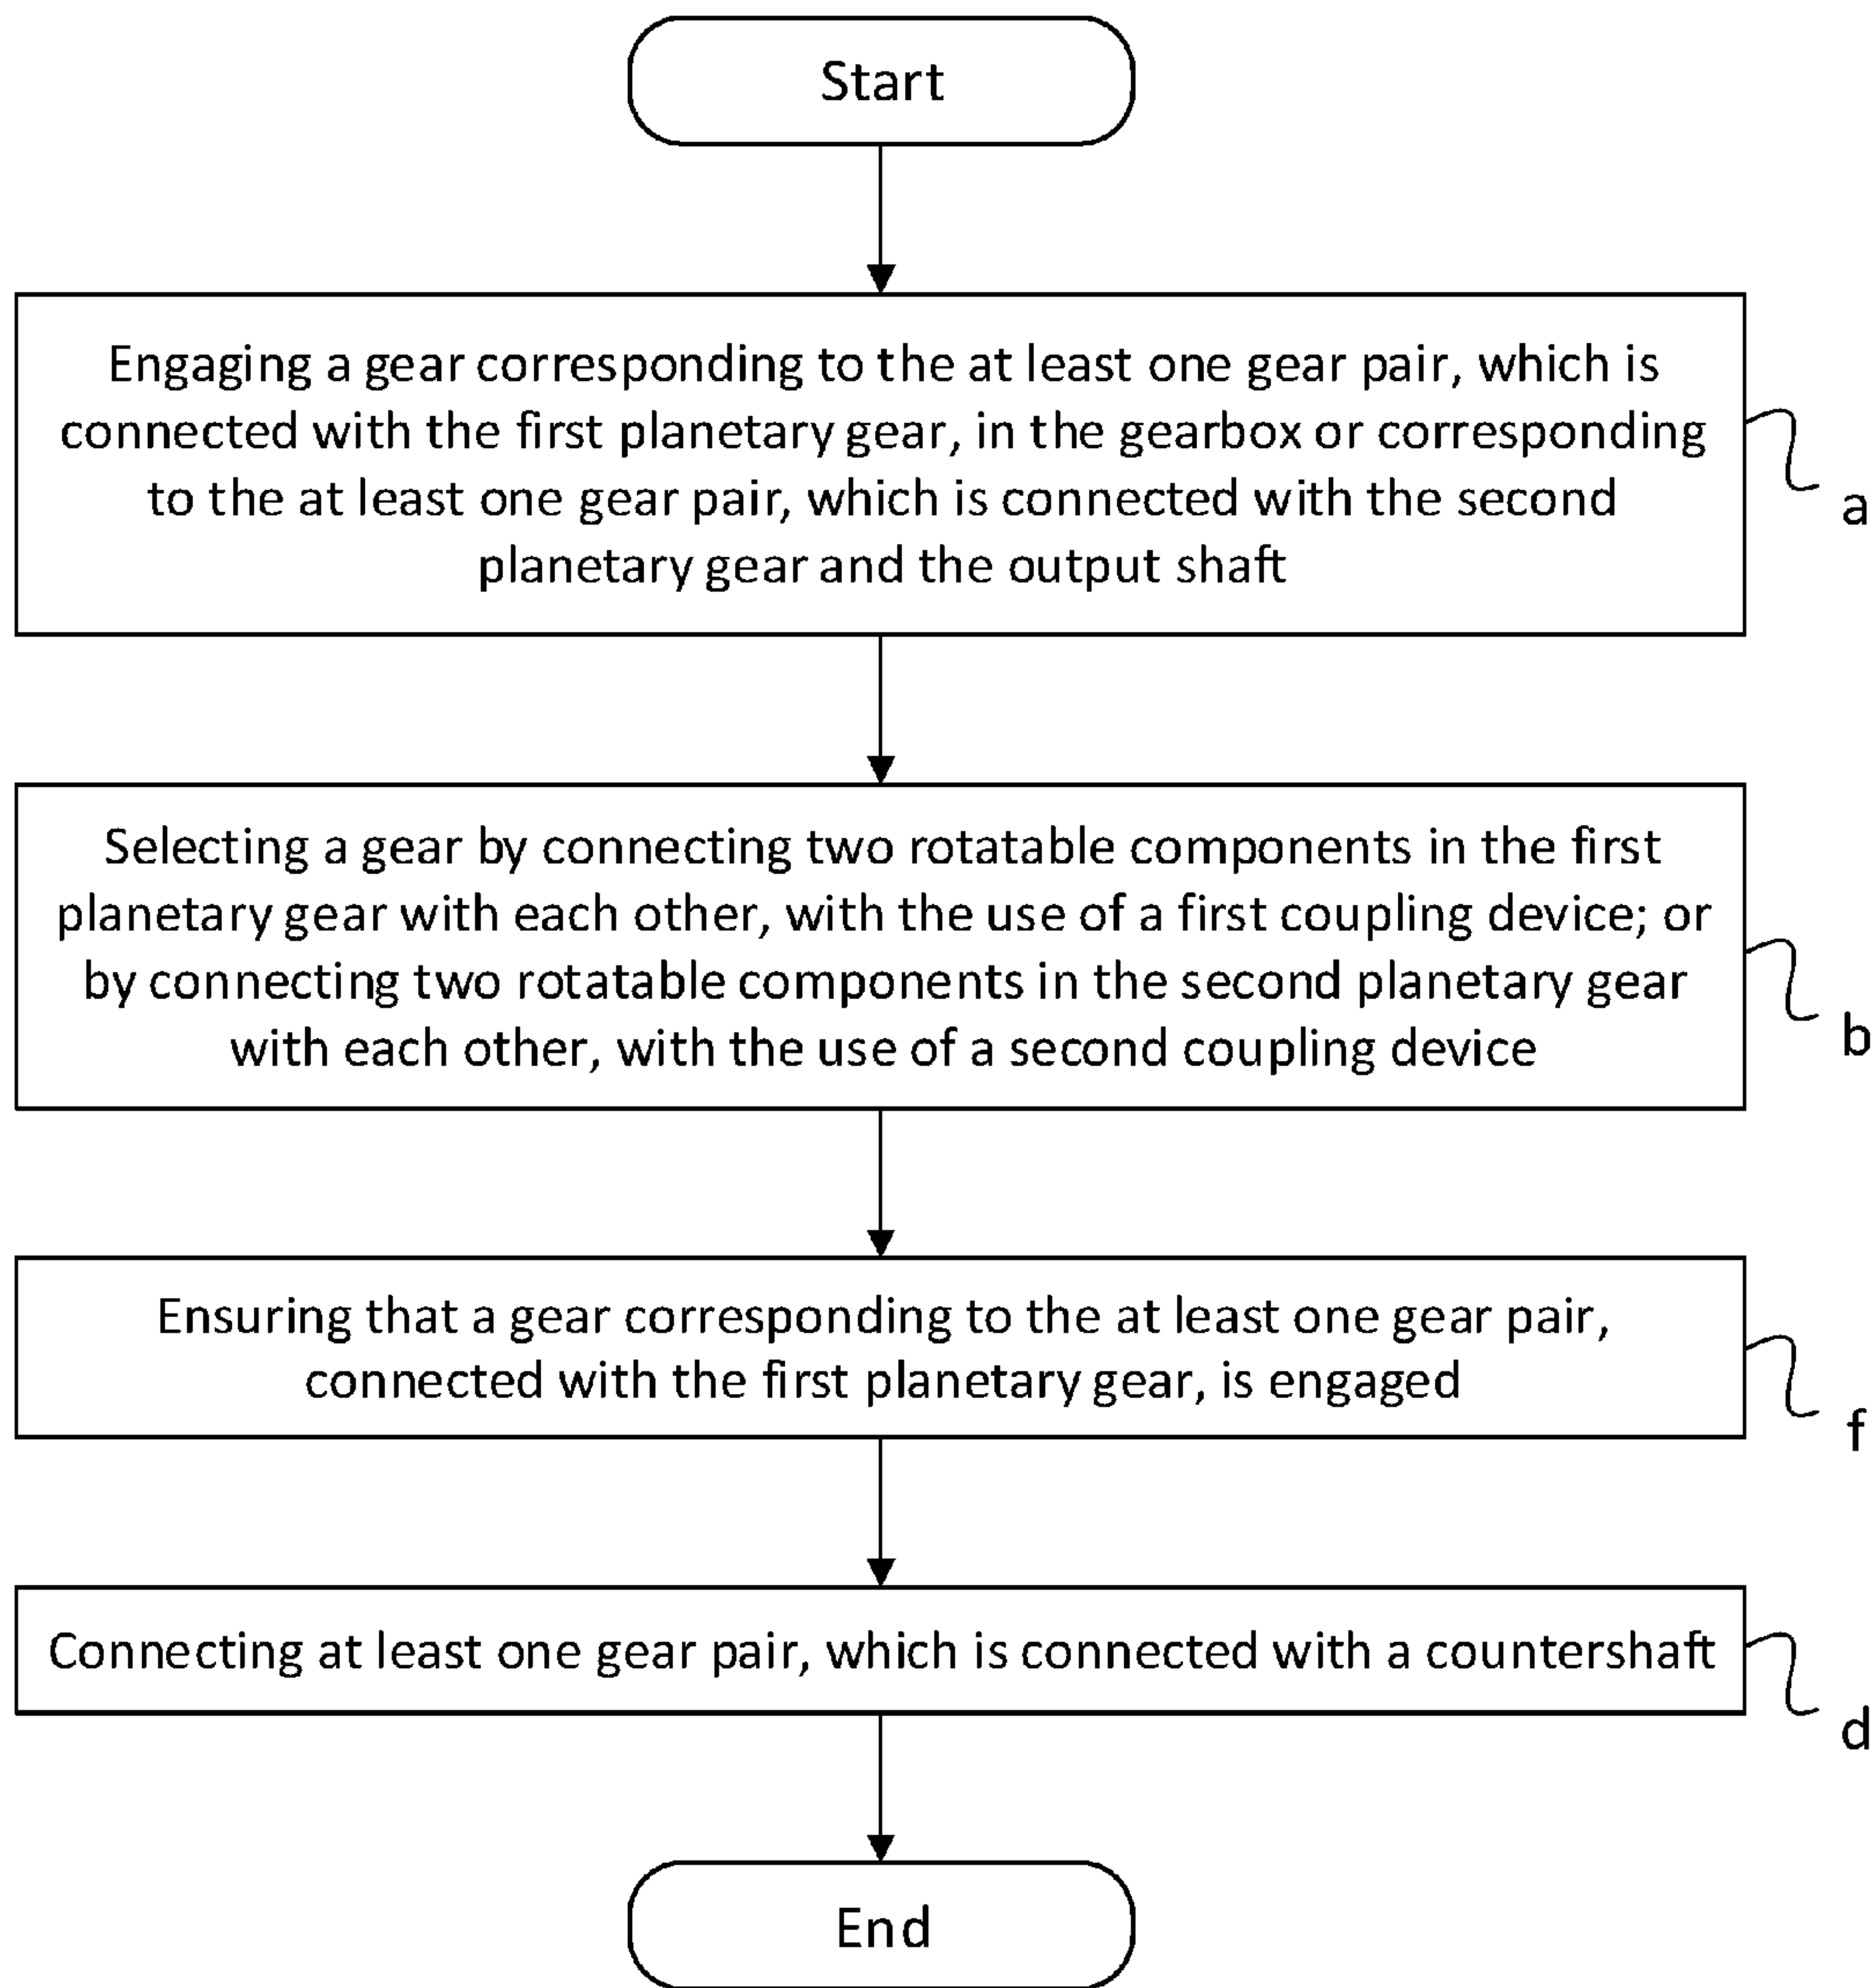 Start
Engaging a gear corresponding to the at least one gear pair, which is
connected with the first planetary gear, in the gearbox or corresponding
to the at least one gear pair, which is connected with the second
planetary gear and the output shaft
a
Selecting a gear by connecting two rotatable components in the first
planetary gear with each other, with the use of a first coupling device; or
by connecting two rotatable components in the second planetary gear
with each other, with the use of a second coupling device
b
Ensuring that a gear corresponding to the at least one gear pair,
connected with the first planetary gear, is engaged
f
Connecting at least one gear pair, which is connected with a countershaft
d
End